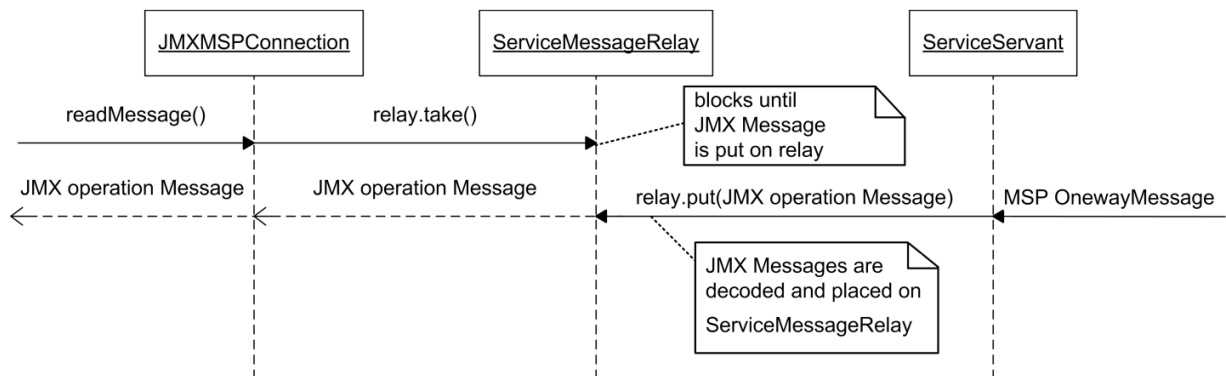 JMXMSPConnection
ServiceMessageRelay
ServiceServant
readMessage()
relay.take()
blocks until
JMX Message
is put on relay
JMX operation Message
JMX operation Message
relay.put(JMX operation Message)
MSP OnewayMessage
JMX Messages are
decoded and placed on
ServiceMessageRelay